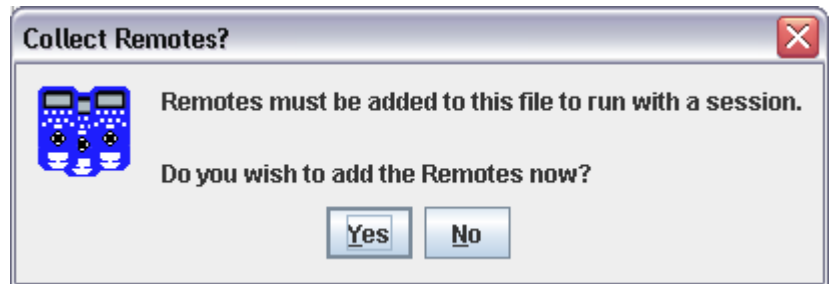 Collect Remotes?
Remotes must be added to this file to run with a session.
Do you wish to add the Remotes now?
Yes No